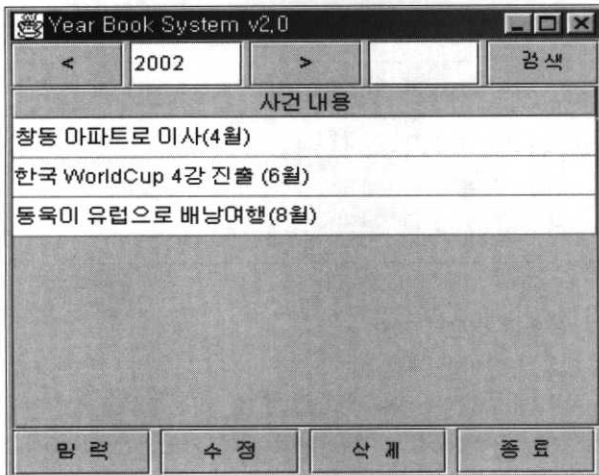 Year Book System v2.0
< 2002 > 검 색
사건 내용
창동 아파트로 이사(4월)
한국 WorldCup 4강 진출 (6월)
동욱이 유럽으로 배낭여행(8월)
입 력 수 정 삭 제 종 료